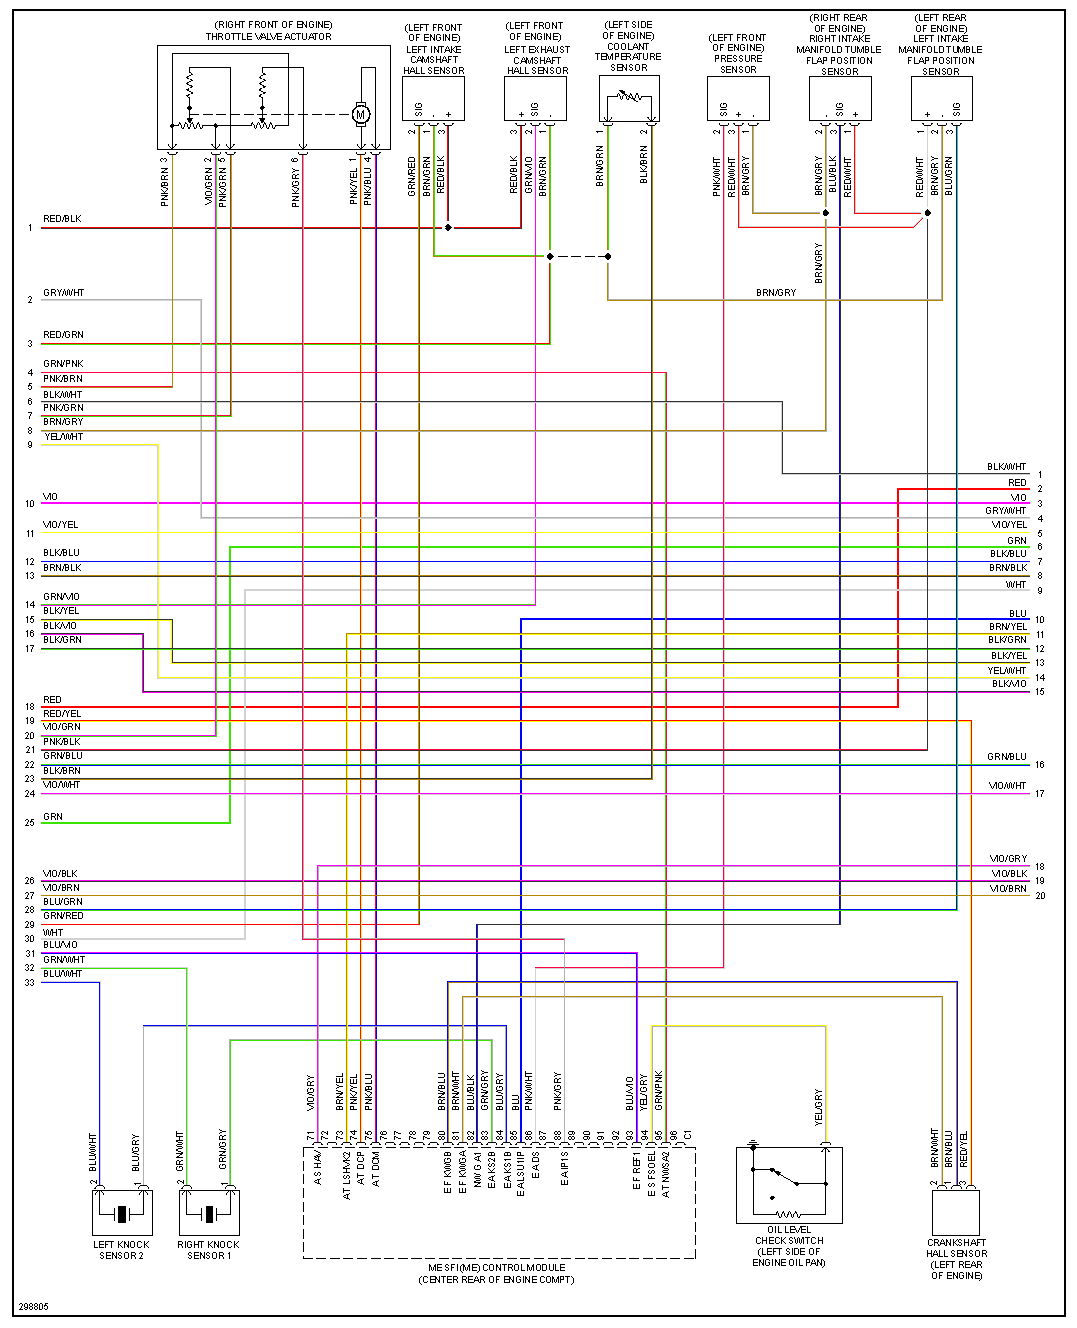 (RIGHT FRONT OF ENGINE)
THROTTLE VALVE ACTUATOR
(LEFT FRONT
OF ENGINE)
LEFT INTAKE
CAMSHAFT
HALL SENSOR
(LEFT FRONT
OF ENGINE)
LEFT EXHAUST
CAMSHAFT
HALL SENSOR
(LEFT SIDE
OF ENGINE)
COOLANT
TEMPERATURE
SENSOR
(LEFT FRONT
OF ENGINE)
PRESSURE
SENSOR
(RIGHT REAR
OF ENGINE)
RIGHT INTAKE
MANIFOLD TUMBLE
FLAP POSITION
SENSOR
(LEFT REAR
OF ENGINE)
LEFT INTAKE
MANIFOLD TUMBLE
FLAP POSITION
SENSOR
M
SIG - +
+ SIG -
SIG + -
- SIG +
+ - SIG
3 2 5 6 1 4
2 1 3
3 2 1
1 2
2 3 1
2 3 1
1 2 3
PNK/BRN
VIO/GRN
PNK/GRN
PNK/GRY
PNK/YEL
PNK/BLU
GRN/RED
BRN/GRN
RED/BLK
RED/BLK
GRN/VIO
BRN/GRN
BRN/GRN
BLK/BRN
PNK/WHT
RED/WHT
BRN/GRY
BRN/GRY
BLU/BLK
RED/WHT
RED/WHT
BRN/GRY
BLU/GRN
BRN/GRY
BRN/GRY
1 RED/BLK
2 GRY/WHT
3 RED/GRN
4 GRN/PNK
5 PNK/BRN
6 BLK/WHT
7 PNK/GRN
8 BRN/GRY
9 YEL/WHT
10 VIO
11 VIO/YEL
12 BLK/BLU
13 BRN/BLK
14 GRN/VIO
15 BLK/YEL
16 BLK/VIO
17 BLK/GRN
18 RED
19 RED/YEL
20 VIO/GRN
21 PNK/BLK
22 GRN/BLU
23 BLK/BRN
24 VIO/WHT
25 GRN
26 VIO/BLK
27 VIO/BRN
28 BLU/GRN
29 GRN/RED
30 WHT
31 BLU/VIO
32 GRN/WHT
33 BLU/WHT
BLK/WHT 1
RED 2
VIO 3
GRY/WHT 4
VIO/YEL 5
GRN 6
BLK/BLU 7
BRN/BLK 8
WHT 9
BLU 10
BRN/YEL 11
BLK/GRN 12
BLK/YEL 13
YEL/WHT 14
BLK/VIO 15
GRN/BLU 16
VIO/WHT 17
VIO/GRY 18
VIO/BLK 19
VIO/BRN 20
VIO/GRY
BRN/YEL
PNK/YEL
PNK/BLU
BRN/BLU
BRN/WHT
BLU/BLK
GRN/GRY
BLU/GRY
BLU
PNK/WHT
PNK/GRY
BLU/VIO
YEL/GRY
GRN/PNK
71 72 73 74 75 76 77 78 79 80 81 82 83 84 85 86 87 88 89 90 91 92 93 94 95 96 C1
A S HAV
AT LSHVK2
AT DCP
AT DCM
E F KWGB
E F KWGA
NW G A1
E AKS2B
E AKS1B
E ALSU1IP
E A DS
E AIP1S
E F REF1
E S FSOEL
AT NWSA2
ME SFI (ME) CONTROL MODULE
(CENTER REAR OF ENGINE COMPT)
BLU/WHT
BLU/GRY
2 1
LEFT KNOCK
SENSOR 2
GRN/WHT
GRN/GRY
2 1
RIGHT KNOCK
SENSOR 1
YEL/GRY
OIL LEVEL
CHECK SWITCH
(LEFT SIDE OF
ENGINE OIL PAN)
BRN/WHT
BRN/BLU
RED/YEL
2 1 3
CRANKSHAFT
HALL SENSOR
(LEFT REAR
OF ENGINE)
298805